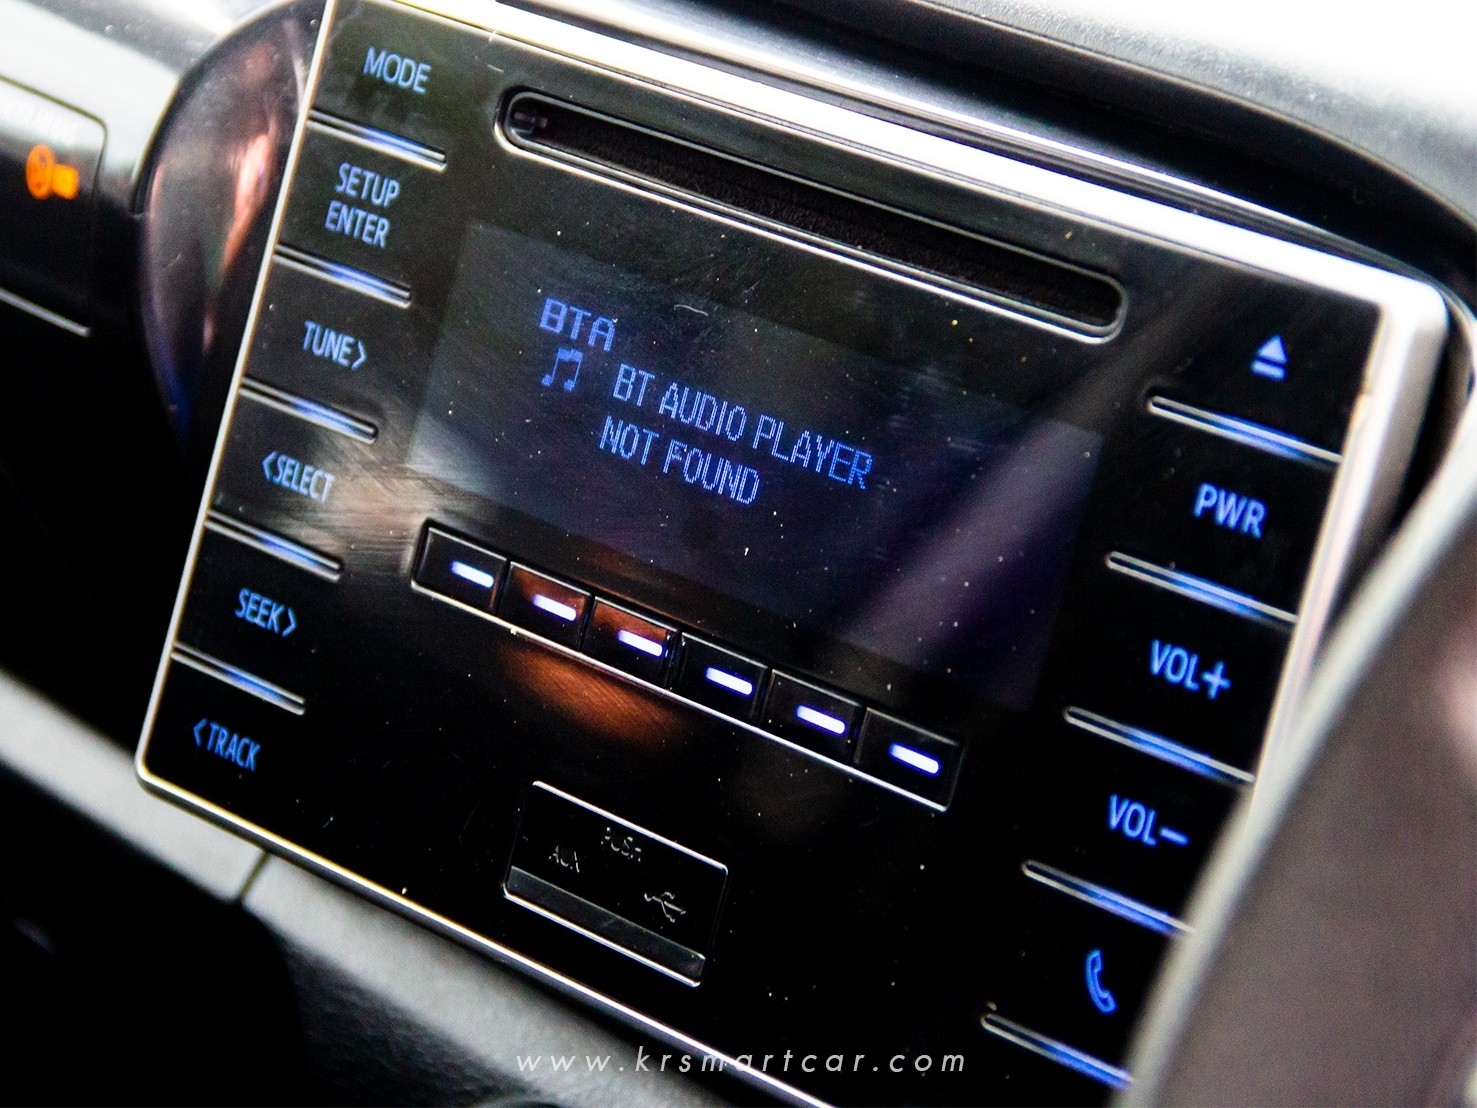 MODE
SETUP
ENTER
TUNE>
<SELECT
SEEK>
<TRACK
BTA
BT AUDIO PLAYER
NOT FOUND
PWR
VOL+
VOL−
PUSH
AUX
www.krsmartcar.com